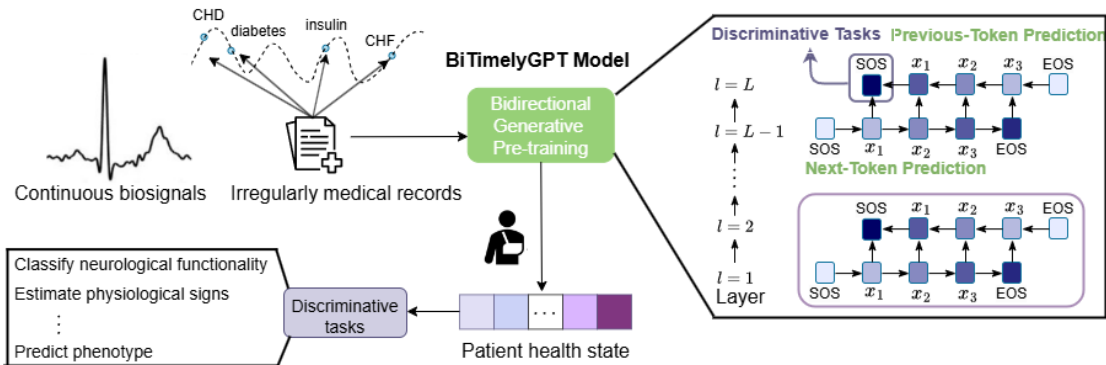 CHD
diabetes
insulin
CHF
Continuous biosignals
Irregularly medical records
BiTimelyGPT Model
Bidirectional
Generative
Pre-training
Patient health state
Discriminative
tasks
Classify neurological functionality
Estimate physiological signs
⋮
Predict phenotype
Discriminative Tasks
Previous-Token Prediction
SOS x₁ x₂ x₃ EOS
l = L
l = L − 1
⋮
l = 2
l = 1
Layer
SOS x₁ x₂ x₃ EOS
Next-Token Prediction
SOS x₁ x₂ x₃ EOS
SOS x₁ x₂ x₃ EOS
...